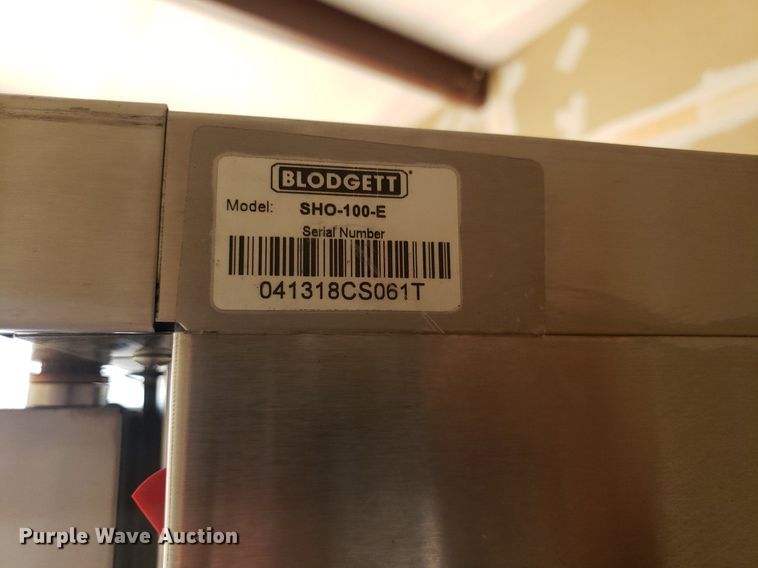 BLODGETT
Model: SHO-100-E
Serial Number
041318CS061T
Purple Wave Auction